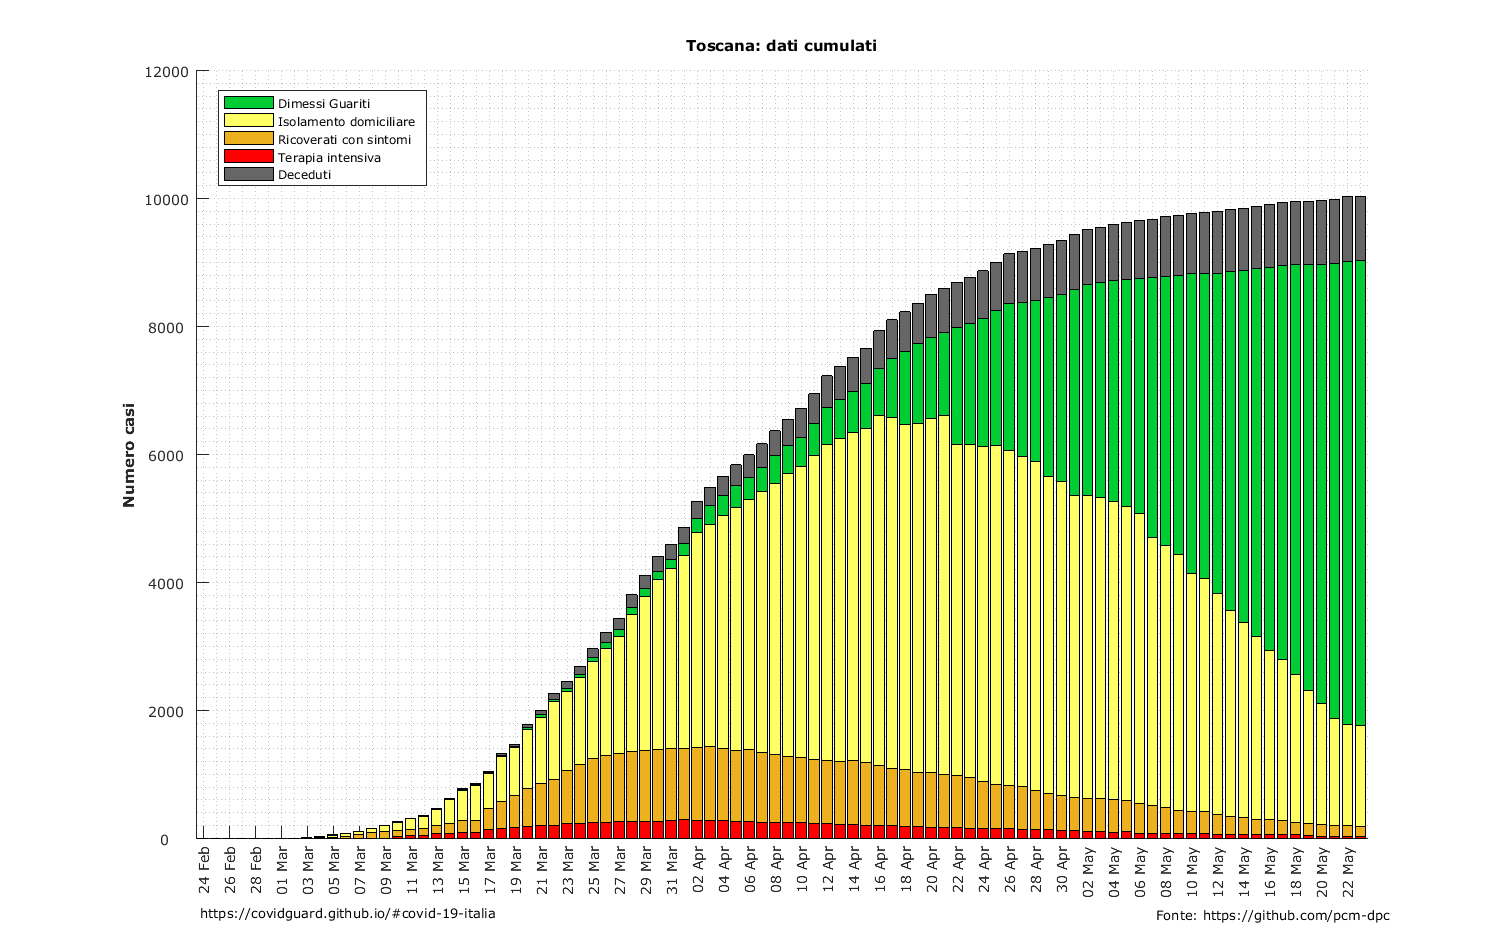 Toscana: dati cumulati
12000
10000
8000
6000
4000
2000
0
Numero casi
Dimessi Guariti
Isolamento domiciliare
Ricoverati con sintomi
Terapia intensiva
Deceduti
24 Feb
26 Feb
28 Feb
01 Mar
03 Mar
05 Mar
07 Mar
09 Mar
11 Mar
13 Mar
15 Mar
17 Mar
19 Mar
21 Mar
23 Mar
25 Mar
27 Mar
29 Mar
31 Mar
02 Apr
04 Apr
06 Apr
08 Apr
10 Apr
12 Apr
14 Apr
16 Apr
18 Apr
20 Apr
22 Apr
24 Apr
26 Apr
28 Apr
30 Apr
02 May
04 May
06 May
08 May
10 May
12 May
14 May
16 May
18 May
20 May
22 May
https://covidguard.github.io/#covid-19-italia
Fonte: https://github.com/pcm-dpc